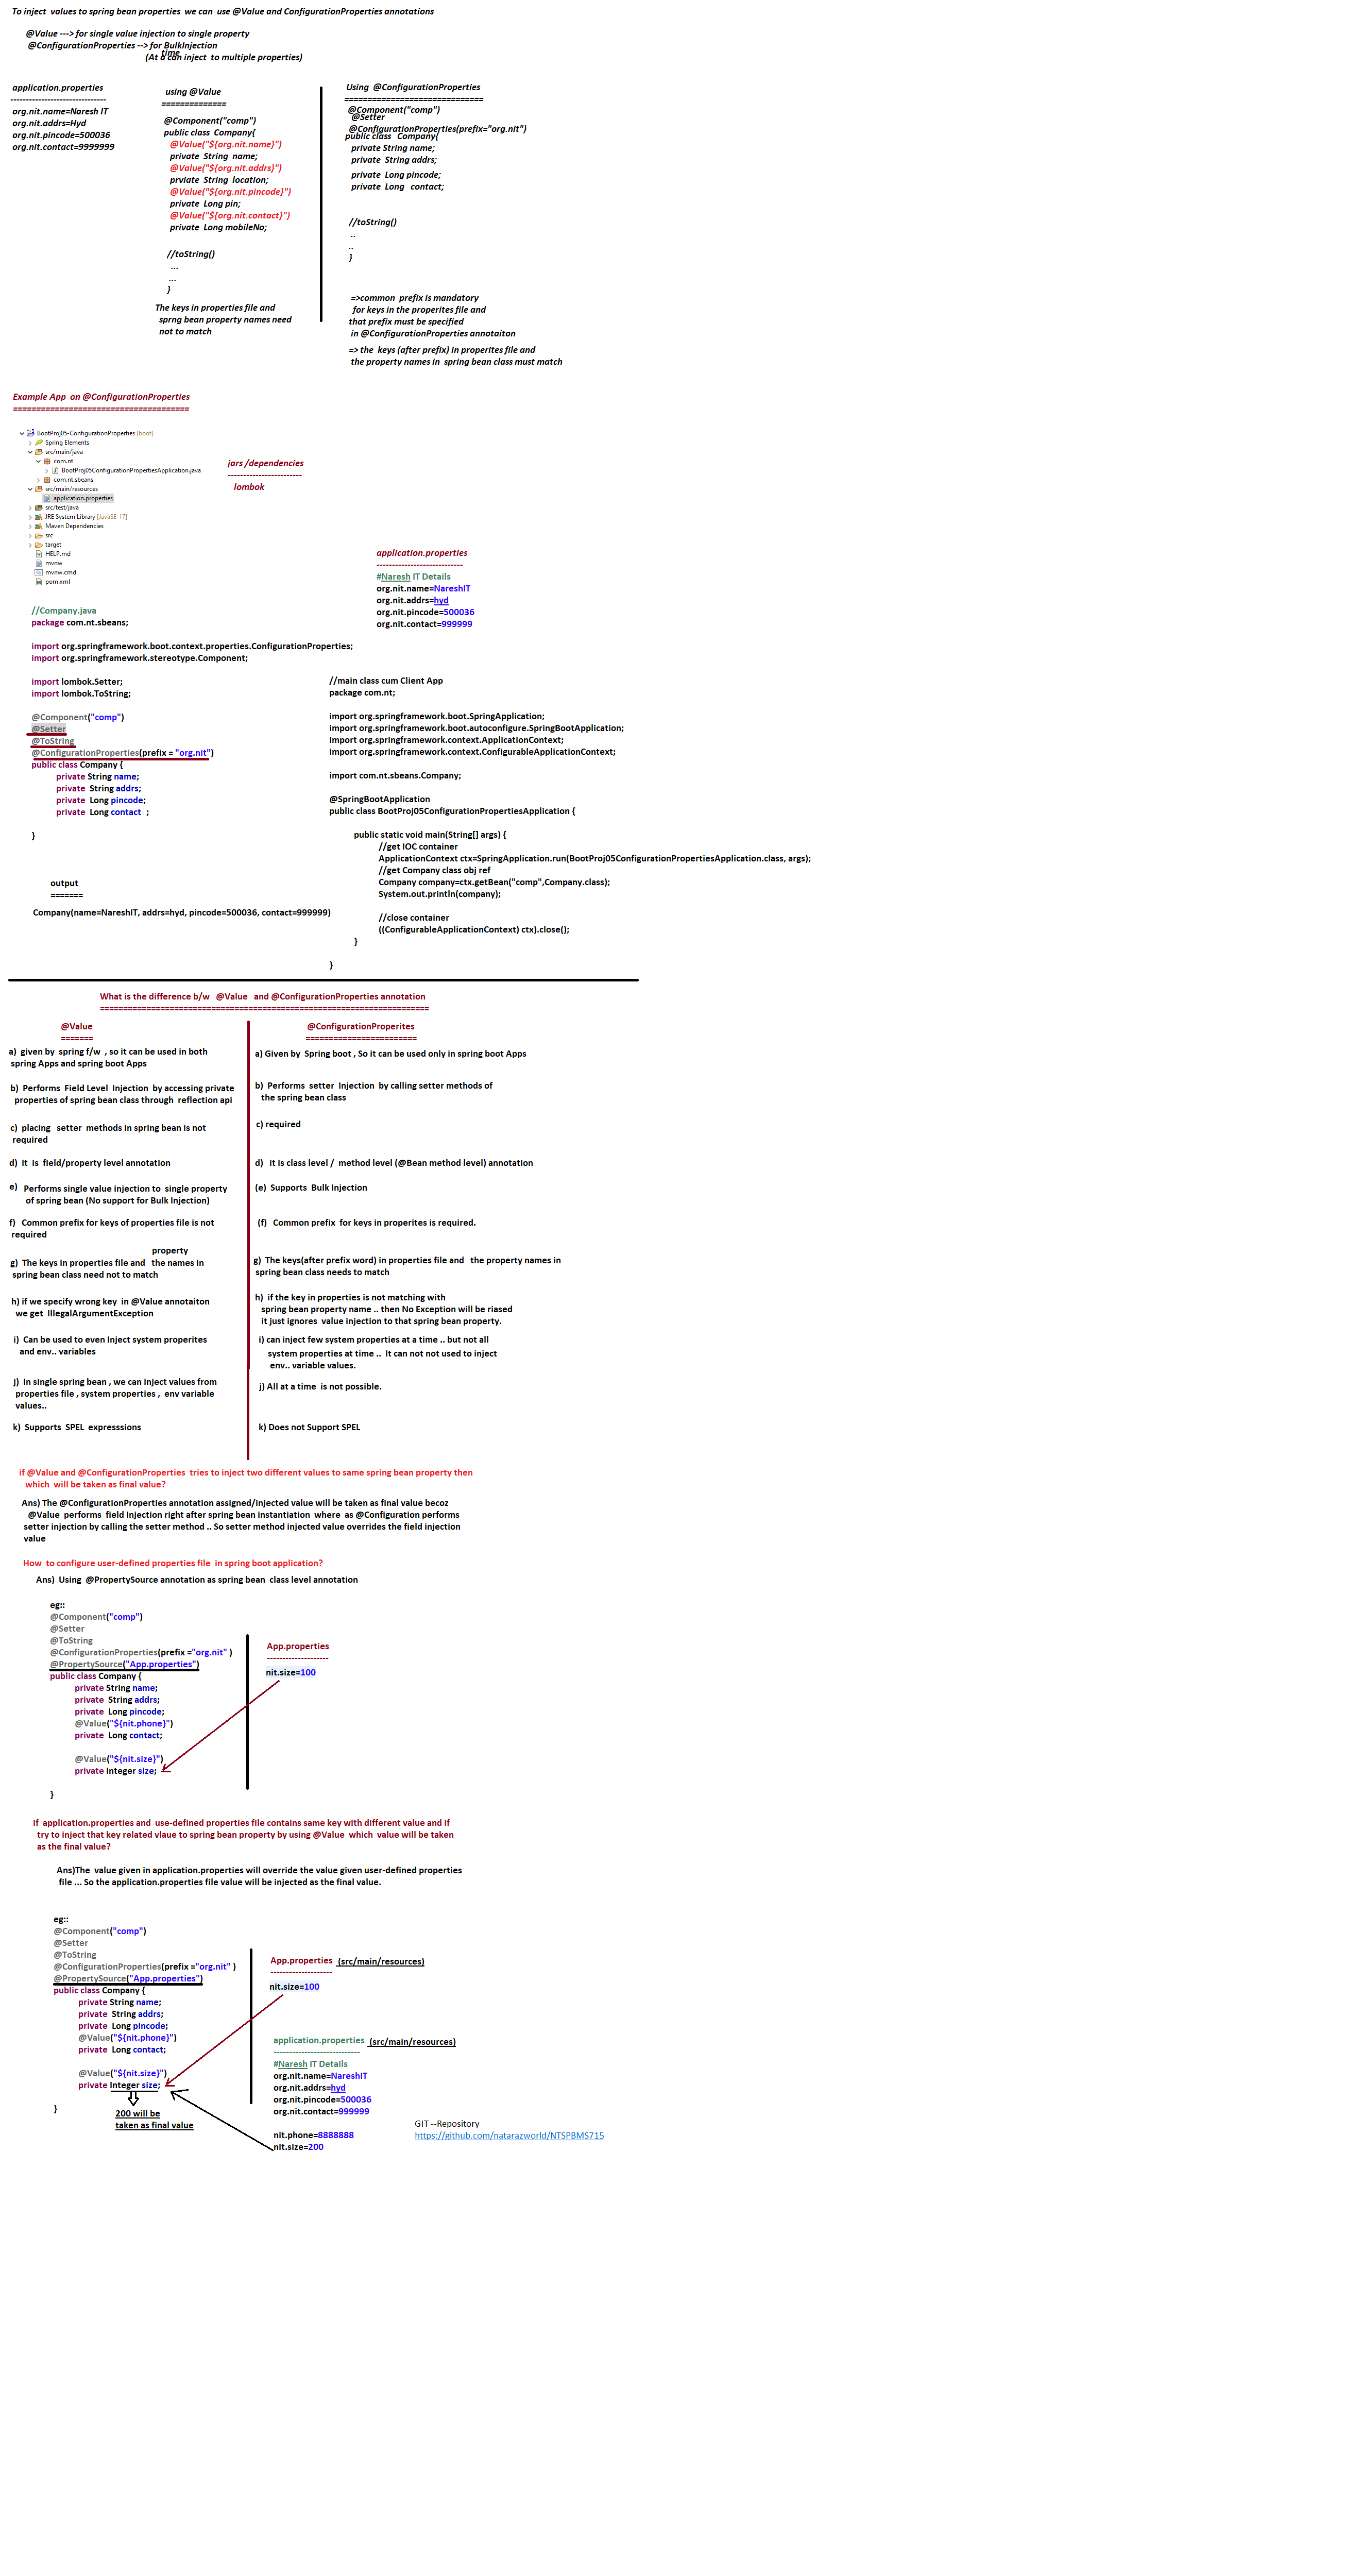 To inject values to spring bean properties we can use @Value and ConfigurationProperties annotations
@Value ---> for single value injection to single property
@ConfigurationProperties --> for BulkInjection
time
(At a can inject to multiple properties)
application.properties
-------------------------------
org.nit.name=Naresh IT
org.nit.addrs=Hyd
org.nit.pincode=500036
org.nit.contact=9999999
using @Value
==============
@Component("comp")
public class Company{
@Value("${org.nit.name}")
private String name;
@Value("${org.nit.addrs}")
prviate String location;
@Value("${org.nit.pincode}")
private Long pin;
@Value("${org.nit.contact}")
private Long mobileNo;
//toString()
...
...
}
The keys in properties file and
sprng bean property names need
not to match
Using @ConfigurationProperties
==============================
@Component("comp")
@Setter
@ConfigurationProperties(prefix="org.nit")
public class Company{
private String name;
private String addrs;
private Long pincode;
private Long contact;
//toString()
..
..
}
=>common prefix is mandatory
for keys in the properites file and
that prefix must be specified
in @ConfigurationProperties annotaiton
=> the keys (after prefix) in properites file and
the property names in spring bean class must match
Example App on @ConfigurationProperties
======================================
BootProj05-ConfigurationProperties [boot]
Spring Elements
src/main/java
com.nt
BootProj05ConfigurationPropertiesApplication.java
com.nt.sbeans
src/main/resources
application.properties
src/test/java
JRE System Library [JavaSE-17]
Maven Dependencies
src
target
HELP.md
mvnw
mvnw.cmd
pom.xml
jars /dependencies
------------------------
lombok
application.properties
----------------------------
#Naresh IT Details
org.nit.name=NareshIT
org.nit.addrs=hyd
org.nit.pincode=500036
org.nit.contact=999999
//Company.java
package com.nt.sbeans;
import org.springframework.boot.context.properties.ConfigurationProperties;
import org.springframework.stereotype.Component;
import lombok.Setter;
import lombok.ToString;
@Component("comp")
@Setter
@ToString
@ConfigurationProperties(prefix = "org.nit")
public class Company {
private String name;
private String addrs;
private Long pincode;
private Long contact ;
}
output
=======
Company(name=NareshIT, addrs=hyd, pincode=500036, contact=999999)
//main class cum Client App
package com.nt;
import org.springframework.boot.SpringApplication;
import org.springframework.boot.autoconfigure.SpringBootApplication;
import org.springframework.context.ApplicationContext;
import org.springframework.context.ConfigurableApplicationContext;
import com.nt.sbeans.Company;
@SpringBootApplication
public class BootProj05ConfigurationPropertiesApplication {
public static void main(String[] args) {
//get IOC container
ApplicationContext ctx=SpringApplication.run(BootProj05ConfigurationPropertiesApplication.class, args);
//get Company class obj ref
Company company=ctx.getBean("comp",Company.class);
System.out.println(company);
//close container
((ConfigurableApplicationContext) ctx).close();
}
}
What is the difference b/w @Value and @ConfigurationProperties annotation
=======================================================================
@Value
=======
a) given by spring f/w , so it can be used in both
spring Apps and spring boot Apps
b) Performs Field Level Injection by accessing private
properties of spring bean class through reflection api
c) placing setter methods in spring bean is not
required
d) It is field/property level annotation
e) Performs single value injection to single property
of spring bean (No support for Bulk Injection)
f) Common prefix for keys of properties file is not
required
property
g) The keys in properties file and the names in
spring bean class need not to match
h) if we specify wrong key in @Value annotaiton
we get IllegalArgumentException
i) Can be used to even Inject system properites
and env.. variables
j) In single spring bean , we can inject values from
properties file , system properties , env variable
values..
k) Supports SPEL expresssions
@ConfigurationProperites
========================
a) Given by Spring boot , So it can be used only in spring boot Apps
b) Performs setter Injection by calling setter methods of
the spring bean class
c) required
d) It is class level / method level (@Bean method level) annotation
(e) Supports Bulk Injection
(f) Common prefix for keys in properites is required.
g) The keys(after prefix word) in properties file and the property names in
spring bean class needs to match
h) if the key in properties is not matching with
spring bean property name .. then No Exception will be riased
it just ignores value injection to that spring bean property.
i) can inject few system properties at a time .. but not all
system properties at time .. It can not not used to inject
env.. variable values.
j) All at a time is not possible.
k) Does not Support SPEL
if @Value and @ConfigurationProperties tries to inject two different values to same spring bean property then
which will be taken as final value?
Ans) The @ConfigurationProperties annotation assigned/injected value will be taken as final value becoz
@Value performs field Injection right after spring bean instantiation where as @Configuration performs
setter injection by calling the setter method .. So setter method injected value overrides the field injection
value
How to configure user-defined properties file in spring boot application?
Ans) Using @PropertySource annotation as spring bean class level annotation
eg::
@Component("comp")
@Setter
@ToString
@ConfigurationProperties(prefix ="org.nit" )
@PropertySource("App.properties")
public class Company {
private String name;
private String addrs;
private Long pincode;
@Value("${nit.phone}")
private Long contact;
@Value("${nit.size}")
private Integer size;
}
App.properties
--------------------
nit.size=100
if application.properties and use-defined properties file contains same key with different value and if
try to inject that key related vlaue to spring bean property by using @Value which value will be taken
as the final value?
Ans)The value given in application.properties will override the value given user-defined properties
file ... So the application.properties file value will be injected as the final value.
eg::
@Component("comp")
@Setter
@ToString
@ConfigurationProperties(prefix ="org.nit" )
@PropertySource("App.properties")
public class Company {
private String name;
private String addrs;
private Long pincode;
@Value("${nit.phone}")
private Long contact;
@Value("${nit.size}")
private Integer size;
}
200 will be
taken as final value
App.properties (src/main/resources)
--------------------
nit.size=100
application.properties (src/main/resources)
----------------------------
#Naresh IT Details
org.nit.name=NareshIT
org.nit.addrs=hyd
org.nit.pincode=500036
org.nit.contact=999999
nit.phone=8888888
nit.size=200
GIT --Repository
https://github.com/natarazworld/NTSPBMS715